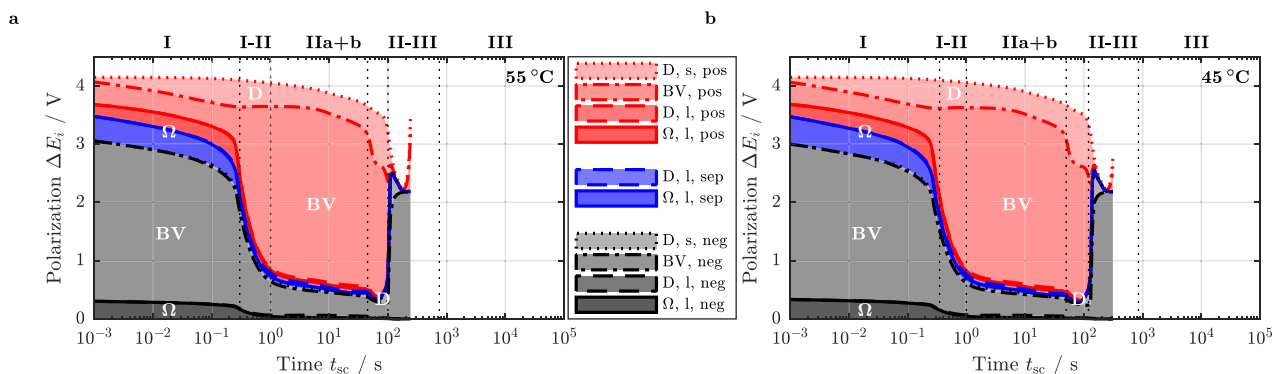 a
I I-II IIa+b II-III III
55 °C
Polarization ΔE_i / V
4
3
2
1
0
D
Ω
BV
BV
Ω
D
10^−3 10^−2 10^−1 10^0 10^1 10^2 10^3 10^4 10^5
Time t_sc / s
D, s, pos
BV, pos
D, l, pos
Ω, l, pos
D, l, sep
Ω, l, sep
D, s, neg
BV, neg
D, l, neg
Ω, l, neg
b
I I-II IIa+b II-III III
45 °C
Polarization ΔE_i / V
4
3
2
1
0
D
Ω
BV
BV
Ω
D
10^−3 10^−2 10^−1 10^0 10^1 10^2 10^3 10^4 10^5
Time t_sc / s